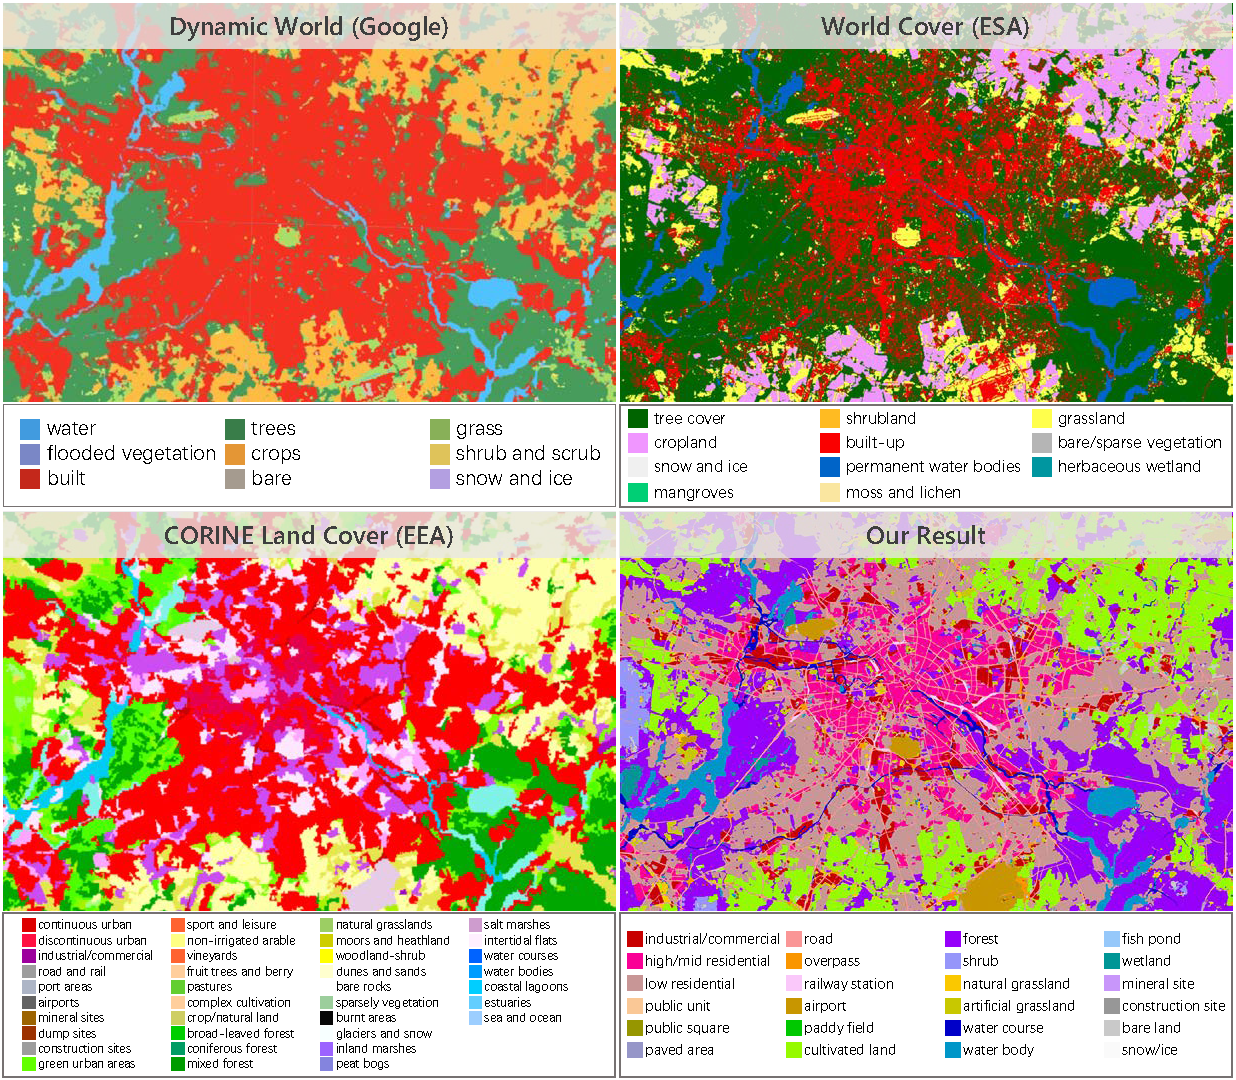 Dynamic World (Google)
World Cover (ESA)
water trees grass
flooded vegetation crops shrub and scrub
built bare snow and ice
tree cover shrubland grassland
cropland built-up bare/sparse vegetation
snow and ice permanent water bodies herbaceous wetland
mangroves moss and lichen
CORINE Land Cover (EEA)
Our Result
continuous urban sport and leisure natural grasslands salt marshes
discontinuous urban non-irrigated arable moors and heathland intertidal flats
industrial/commercial vineyards woodland-shrub water courses
road and rail fruit trees and berry dunes and sands water bodies
port areas pastures bare rocks coastal lagoons
airports complex cultivation sparsely vegetation estuaries
mineral sites crop/natural land burnt areas sea and ocean
dump sites broad-leaved forest glaciers and snow
construction sites coniferous forest inland marshes
green urban areas mixed forest peat bogs
industrial/commercial road forest fish pond
high/mid residential overpass shrub wetland
low residential railway station natural grassland mineral site
public unit airport artificial grassland construction site
public square paddy field water course bare land
paved area cultivated land water body snow/ice